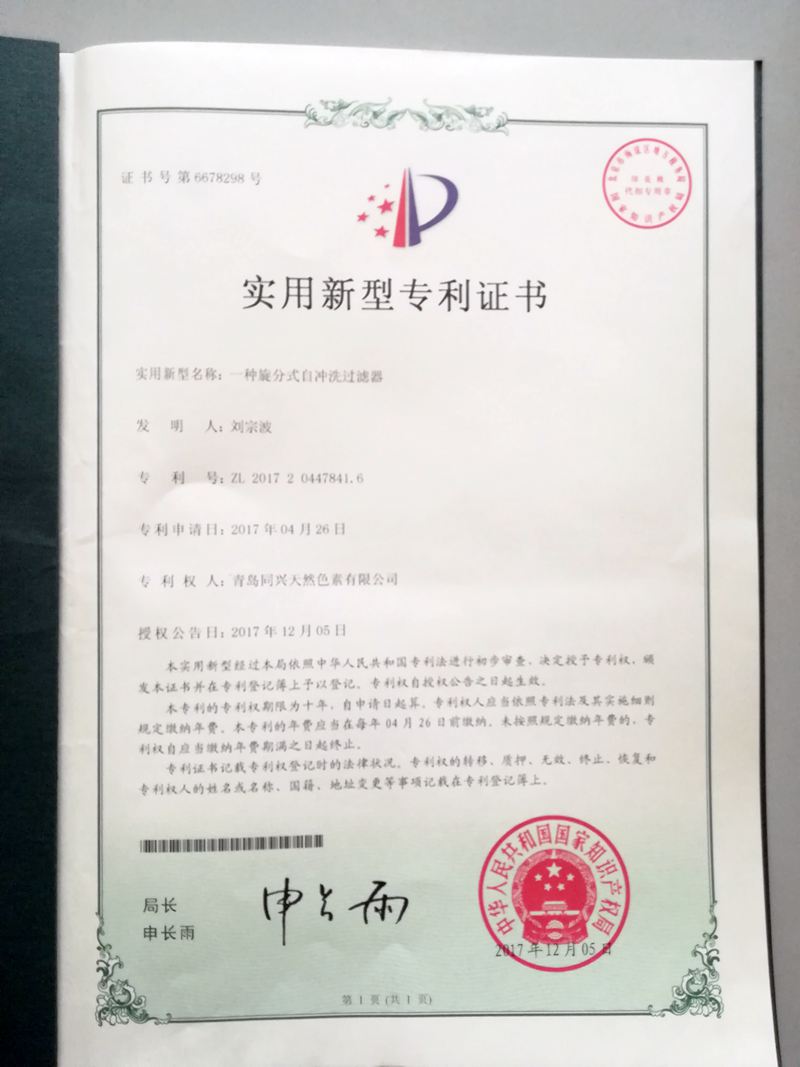 证书号第6678298号
实用新型专利证书
实用新型名称：一种旋分式自冲洗过滤器
发 明 人：刘宗波
专 利 号：ZL 2017 2 0447841.6
专利申请日：2017年04月26日
专 利 权 人：青岛同兴天然色素有限公司
授权公告日：2017年12月05日
本实用新型经过本局依照中华人民共和国专利法进行初步审查，决定授予专利权，颁
发本证书并在专利登记簿上予以登记。专利权自授权公告之日起生效。
本专利的专利权期限为十年，自申请日起算。专利权人应当依照专利法及其实施细则
规定缴纳年费。本专利的年费应当在每年04月26日前缴纳。未按照规定缴纳年费的，专
利权自应当缴纳年费期满之日起终止。
专利证书记载专利权登记时的法律状况。专利权的转移、质押、无效、终止、恢复和
专利权人的姓名或名称、国籍、地址变更等事项记载在专利登记簿上。
局长
申长雨
申长雨
中华人民共和国国家知识产权局
2017年12月05日
第1页(共1页)